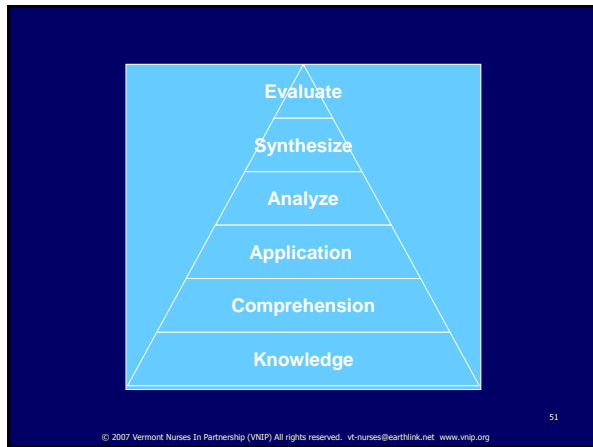 Evaluate
Synthesize
Analyze
Application
Comprehension
Knowledge
51
© 2007 Vermont Nurses In Partnership (VNIP) All rights reserved. vt-nurses@earthlink.net www.vnip.org